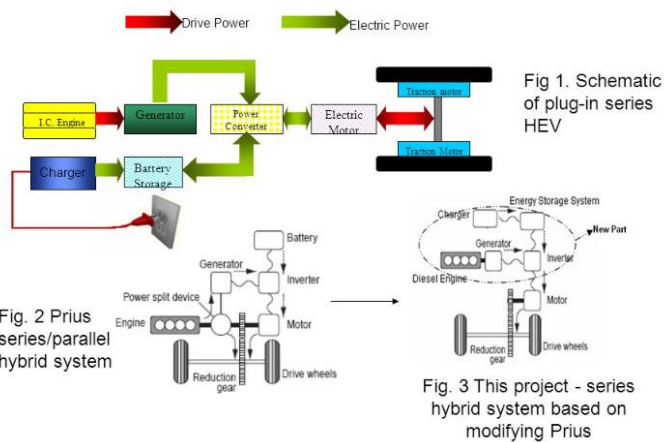 Drive Power
Electric Power
Fig 1. Schematic
of plug-in series
HEV
Traction motor
I.C. Engine
Generator
Power
Converter
Electric
Motor
Traction Motor
Charger
Battery
Storage
Energy Storage System
Charger
New Part
Generator
Inverter
Diesel Engine
Motor
Reduction
gear
Drive wheels
Battery
Generator
Inverter
Power split device
Engine
Motor
Reduction
gear
Drive wheels
Fig. 2 Prius
series/parallel
hybrid system
Fig. 3 This project - series
hybrid system based on
modifying Prius